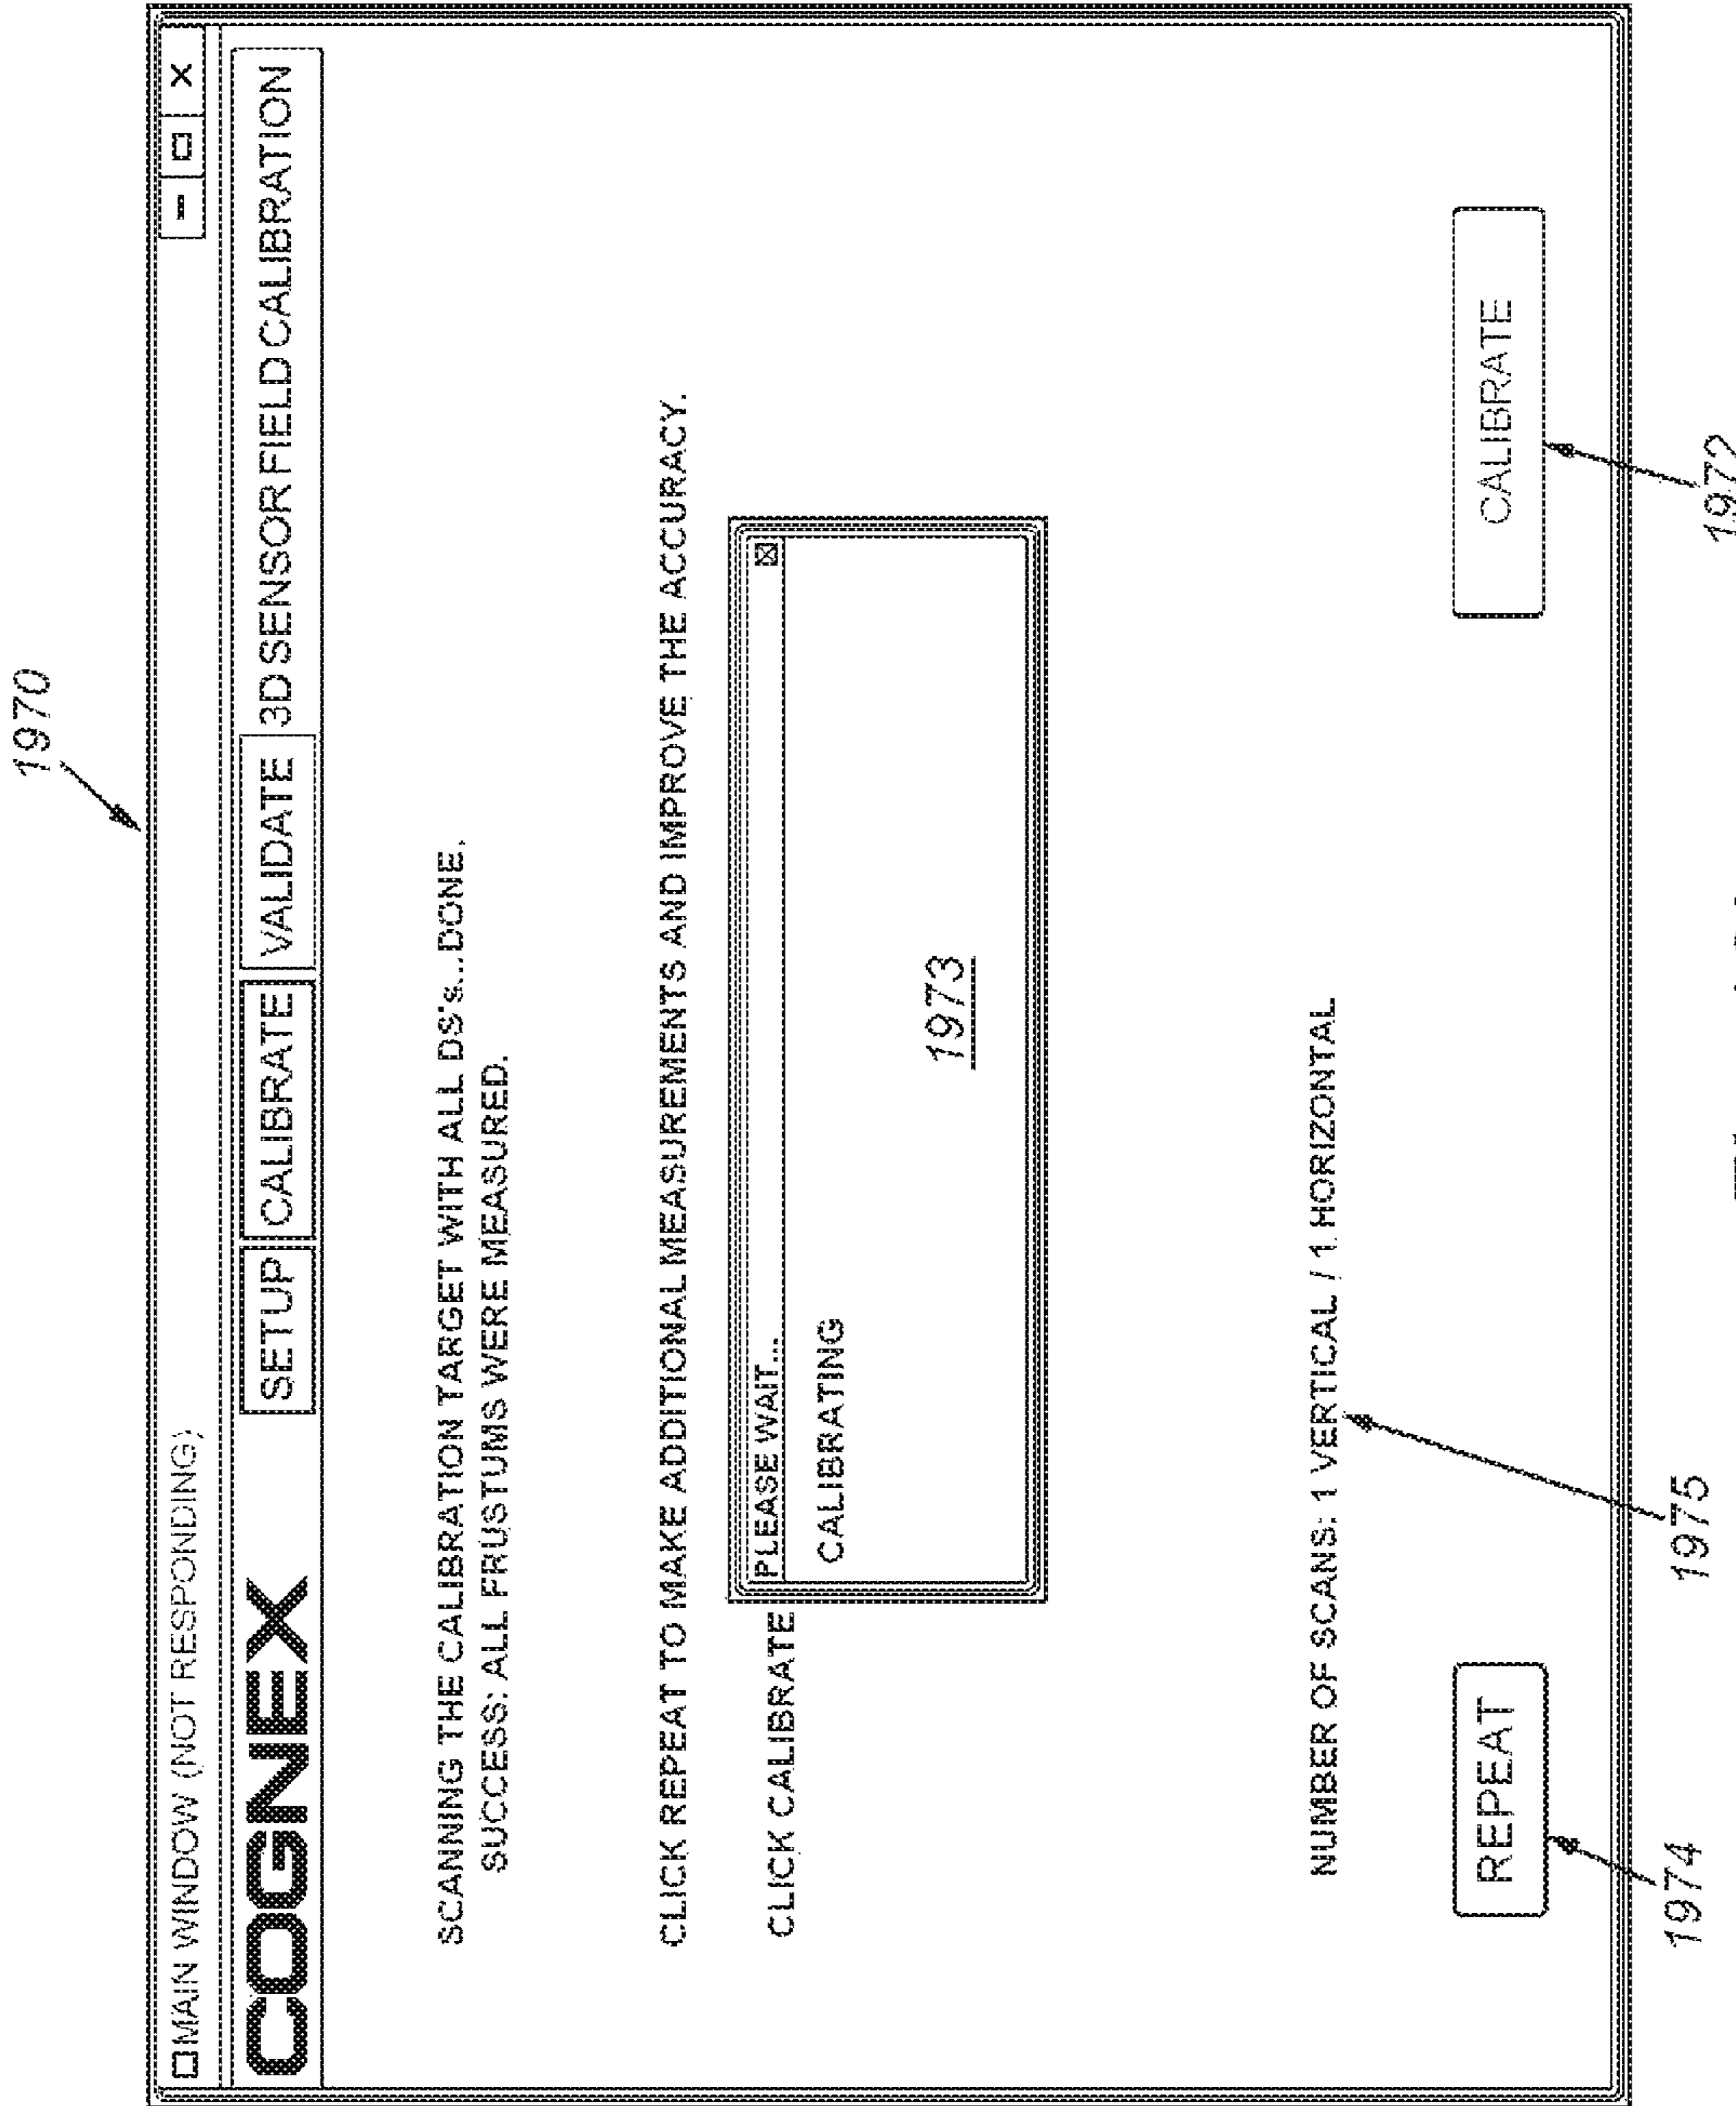 1970
MAIN WINDOW (NOT RESPONDING)
COGNEX SETUP CALIBRATE VALIDATE 3D SENSOR FIELD CALIBRATION
SCANNING THE CALIBRATION TARGET WITH ALL DS's...DONE.
SUCCESS: ALL FRUSTUMS WERE MEASURED.
CLICK REPEAT TO MAKE ADDITIONAL MEASUREMENTS AND IMPROVE THE ACCURACY.
CLICK CALIBRATE
PLEASE WAIT...
CALIBRATING
1973
NUMBER OF SCANS: 1 VERTICAL / 1 HORIZONTAL
REPEAT
CALIBRATE
1974
1975
1972